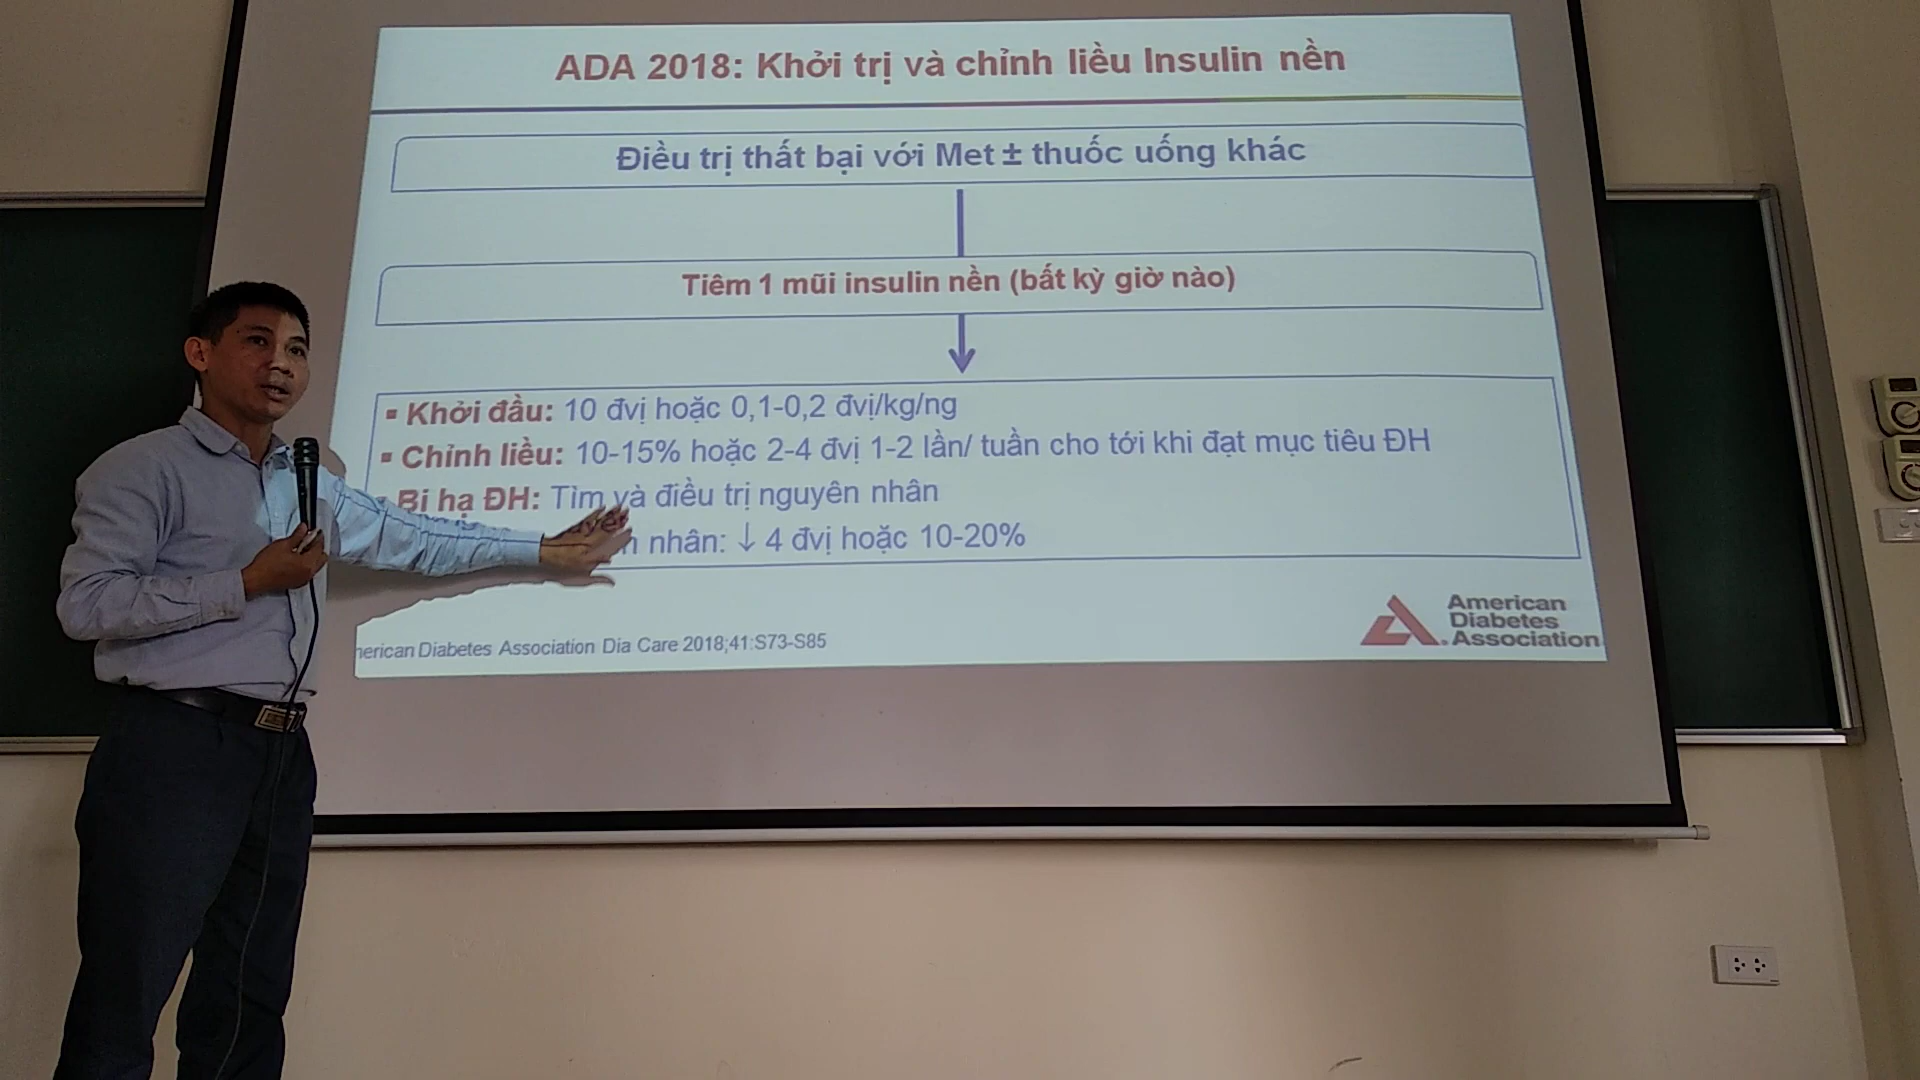 ADA 2018: Khởi trị và chỉnh liều Insulin nền
Điều trị thất bại với Met ± thuốc uống khác
Tiêm 1 mũi insulin nền (bất kỳ giờ nào)
▪ Khởi đầu: 10 đvị hoặc 0,1-0,2 đvị/kg/ng
▪ Chỉnh liều: 10-15% hoặc 2-4 đvị 1-2 lần/ tuần cho tới khi đạt mục tiêu ĐH
Bị hạ ĐH: Tìm và điều trị nguyên nhân
nhân: ↓ 4 đvị hoặc 10-20%
Diabetes Association Dia Care 2018;41:S73-S85
American
Diabetes
Association